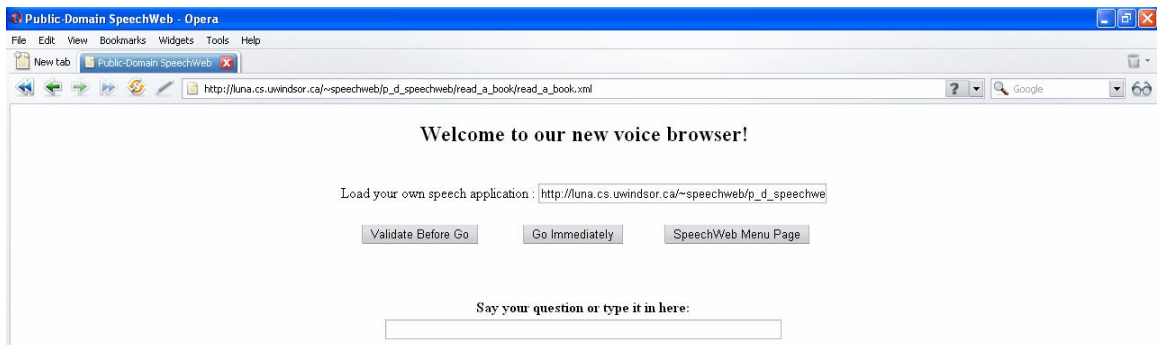 Public-Domain SpeechWeb - Opera
File Edit View Bookmarks Widgets Tools Help
New tab Public-Domain SpeechWeb
http://luna.cs.uwindsor.ca/~speechweb/p_d_speechweb/read_a_book/read_a_book.xml ? Google
Welcome to our new voice browser!
Load your own speech application : http://luna.cs.uwindsor.ca/~speechweb/p_d_speechwe
Validate Before Go Go Immediately SpeechWeb Menu Page
Say your question or type it in here: